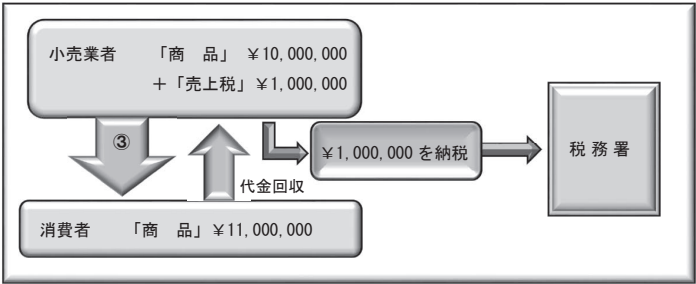 小売業者　「商　品」 ￥10,000,000
＋「売上税」￥1,000,000
③
￥1,000,000 を納税
税 務 署
代金回収
消費者　「商　品」￥11,000,000